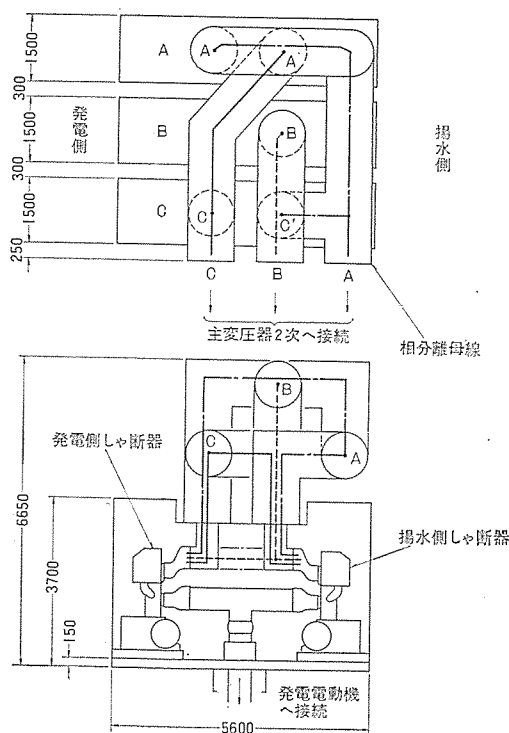 1500
300
1500
300
1500
250
発電側
揚水側
A
A
A
B
B
C
C
C'
C
B
A
主変圧器2次へ接続
相分離母線
B
C
A
発電側しゃ断器
揚水側しゃ断器
6650
3700
150
発電電動機
へ接続
5600